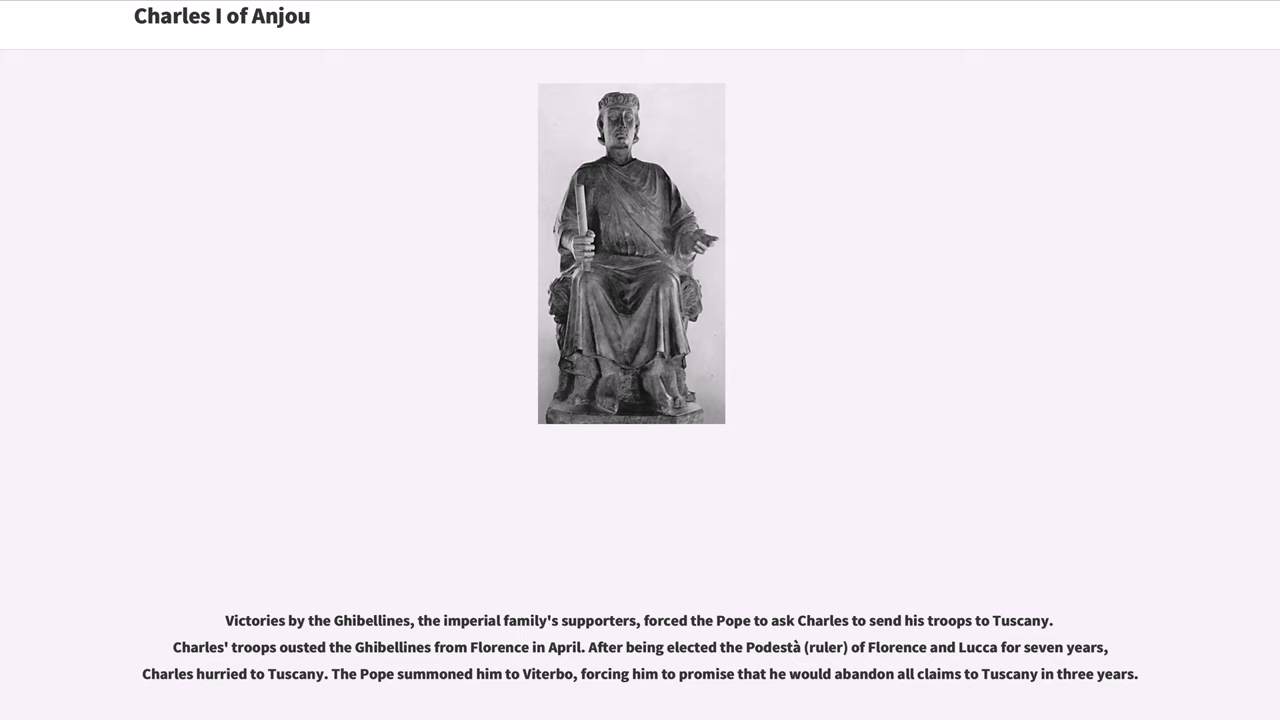 Charles I of Anjou
Victories by the Ghibellines, the imperial family's supporters, forced the Pope to ask Charles to send his troops to Tuscany.
Charles' troops ousted the Ghibellines from Florence in April. After being elected the Podestà (ruler) of Florence and Lucca for seven years,
Charles hurried to Tuscany. The Pope summoned him to Viterbo, forcing him to promise that he would abandon all claims to Tuscany in three years.